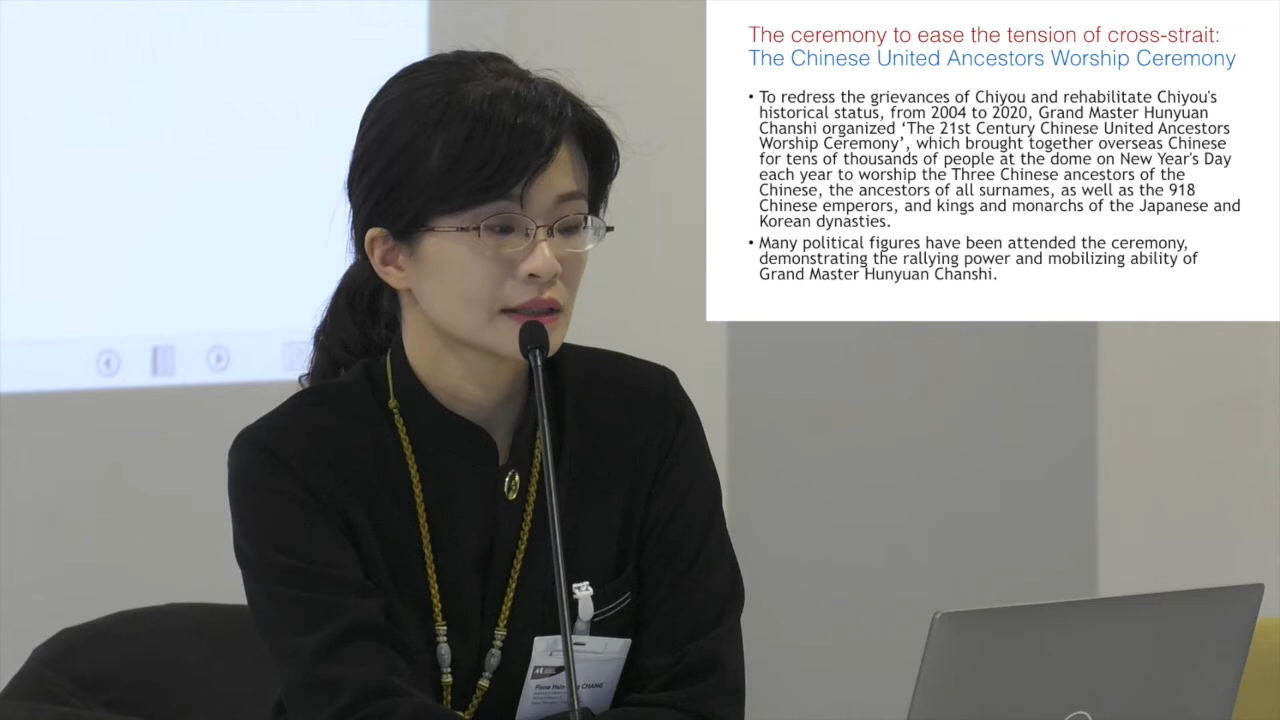 The ceremony to ease the tension of cross-strait:
The Chinese United Ancestors Worship Ceremony
• To redress the grievances of Chiyou and rehabilitate Chiyou's
historical status, from 2004 to 2020, Grand Master Hunyuan
Chanshi organized ‘The 21st Century Chinese United Ancestors
Worship Ceremony’, which brought together overseas Chinese
for tens of thousands of people at the dome on New Year's Day
each year to worship the Three Chinese ancestors of the
Chinese, the ancestors of all surnames, as well as the 918
Chinese emperors, and kings and monarchs of the Japanese and
Korean dynasties.
• Many political figures have been attended the ceremony,
demonstrating the rallying power and mobilizing ability of
Grand Master Hunyuan Chanshi.
Fiona CHANG